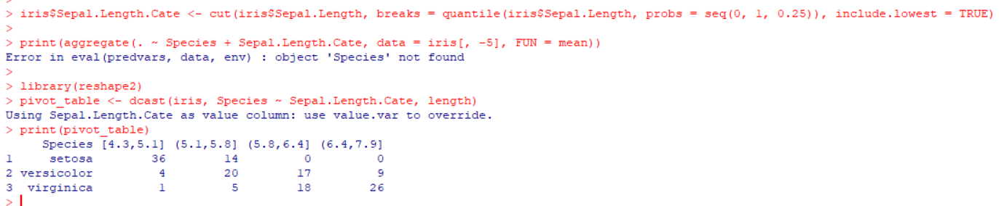 > iris$Sepal.Length.Cate <- cut(iris$Sepal.Length, breaks = quantile(iris$Sepal.Length, probs = seq(0, 1, 0.25)), include.lowest = TRUE)
>
> print(aggregate(. ~ Species + Sepal.Length.Cate, data = iris[, -5], FUN = mean))
Error in eval(predvars, data, env) : object 'Species' not found
>
> library(reshape2)
> pivot_table <- dcast(iris, Species ~ Sepal.Length.Cate, length)
Using Sepal.Length.Cate as value column: use value.var to override.
> print(pivot_table)
     Species [4.3,5.1] (5.1,5.8] (5.8,6.4] (6.4,7.9]
1     setosa        36        14         0         0
2 versicolor         4        20        17         9
3  virginica         1         5        18        26
>